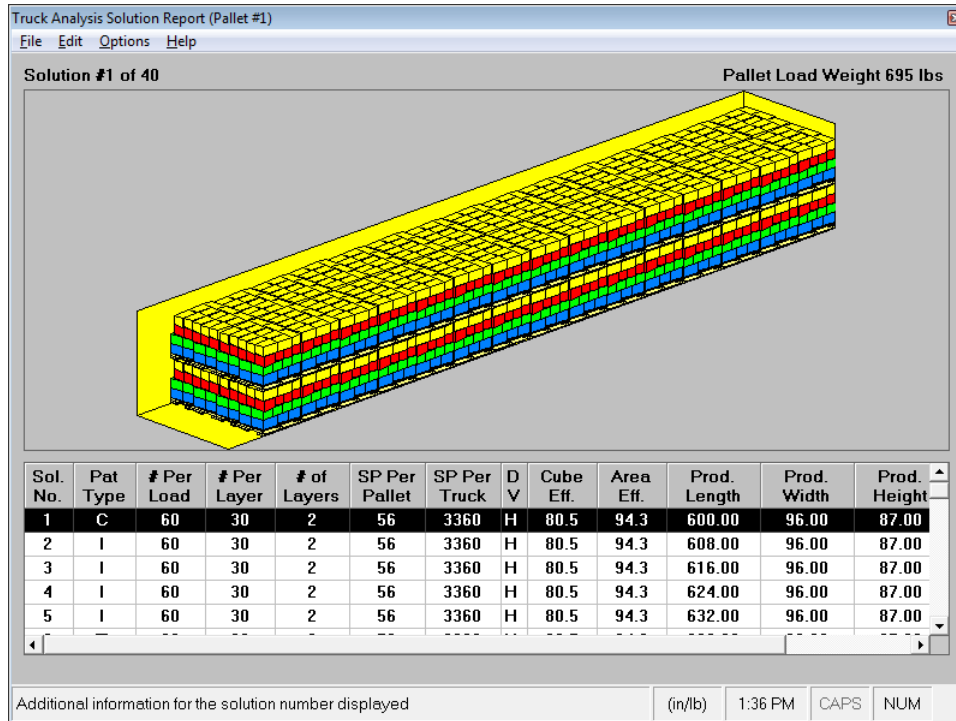 Truck Analysis Solution Report (Pallet #1)
File Edit Options Help
Solution #1 of 40 Pallet Load Weight 695 lbs
Sol. No. Pat Type # Per Load # Per Layer # of Layers SP Per Pallet SP Per Truck D V Cube Eff. Area Eff. Prod. Length Prod. Width Prod. Height
1 C 60 30 2 56 3360 H 80.5 94.3 600.00 96.00 87.00
2 I 60 30 2 56 3360 H 80.5 94.3 608.00 96.00 87.00
3 I 60 30 2 56 3360 H 80.5 94.3 616.00 96.00 87.00
4 I 60 30 2 56 3360 H 80.5 94.3 624.00 96.00 87.00
5 I 60 30 2 56 3360 H 80.5 94.3 632.00 96.00 87.00
Additional information for the solution number displayed (in/lb) 1:36 PM CAPS NUM